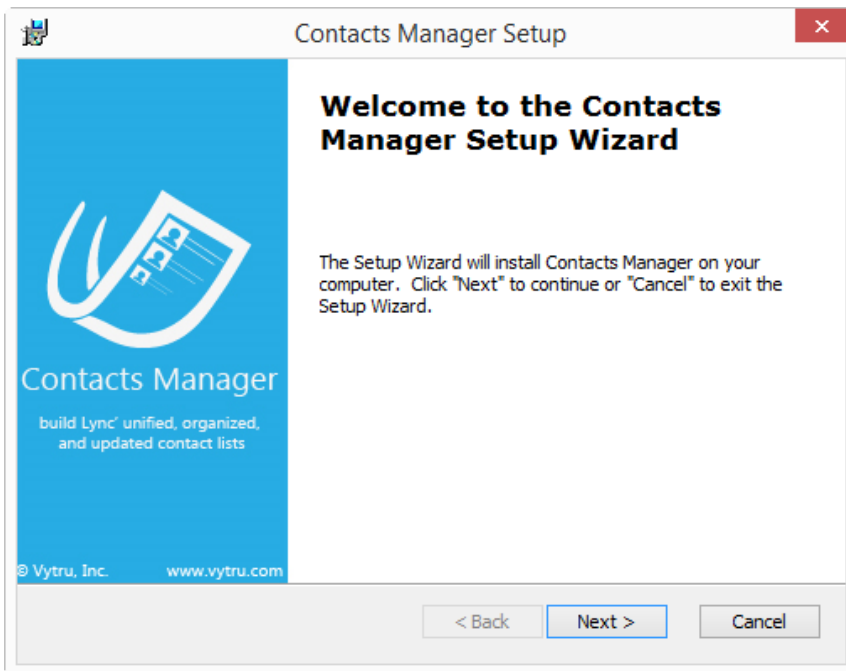 Contacts Manager Setup
Welcome to the Contacts
Manager Setup Wizard
The Setup Wizard will install Contacts Manager on your
computer. Click "Next" to continue or "Cancel" to exit the
Setup Wizard.
Contacts Manager
build Lync' unified, organized,
and updated contact lists
© Vytru, Inc. www.vytru.com
< Back Next > Cancel